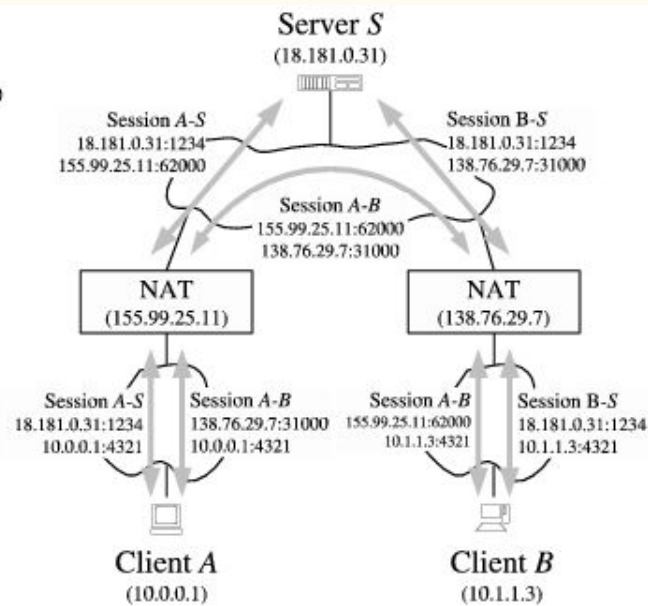 Server S
(18.181.0.31)
Session A-S
18.181.0.31:1234
155.99.25.11:62000
Session B-S
18.181.0.31:1234
138.76.29.7:31000
Session A-B
155.99.25.11:62000
138.76.29.7:31000
NAT
(155.99.25.11)
NAT
(138.76.29.7)
Session A-S
18.181.0.31:1234
10.0.0.1:4321
Session A-B
138.76.29.7:31000
10.0.0.1:4321
Session A-B
155.99.25.11:62000
10.1.1.3:4321
Session B-S
18.181.0.31:1234
10.1.1.3:4321
Client A
(10.0.0.1)
Client B
(10.1.1.3)